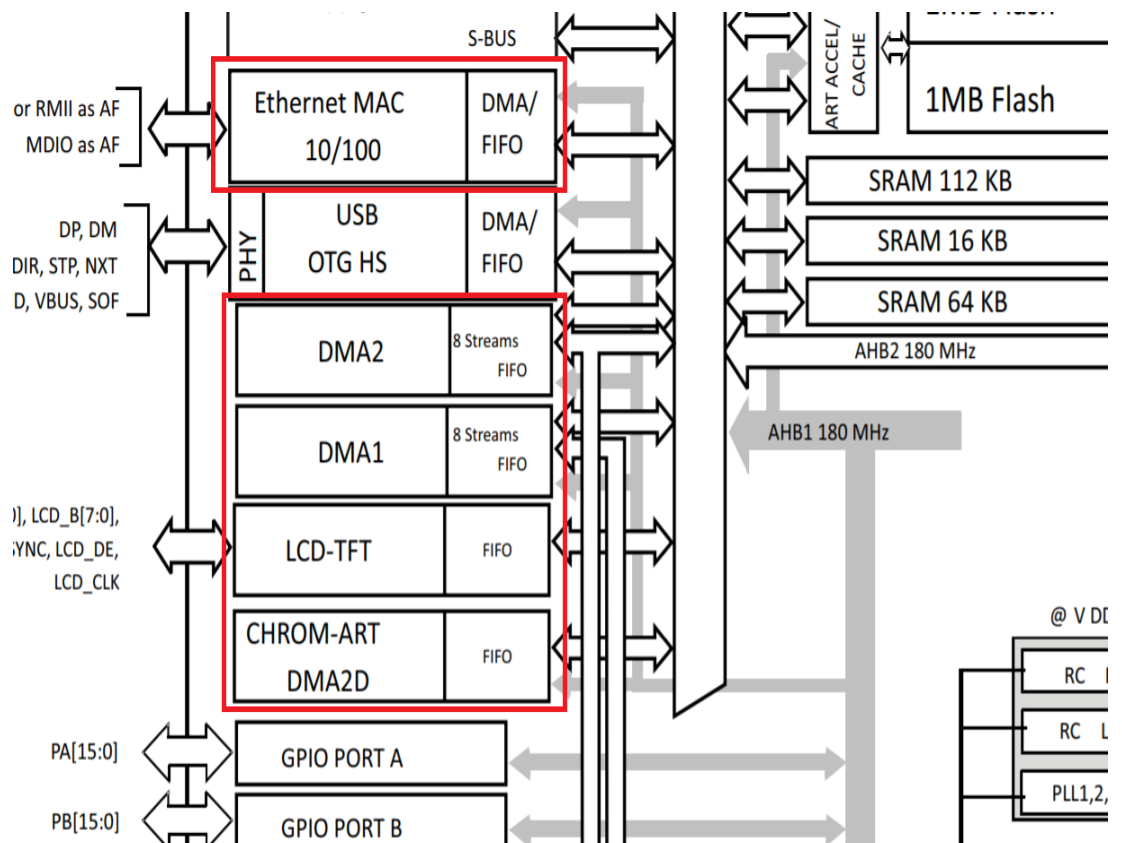 S-BUS
Ethernet MAC
10/100
DMA/
FIFO
or RMII as AF
MDIO as AF
ART ACCEL/
CACHE
1MB Flash
USB
OTG HS
PHY
DMA/
FIFO
DP, DM
DIR, STP, NXT
D, VBUS, SOF
SRAM 112 KB
SRAM 16 KB
SRAM 64 KB
AHB2 180 MHz
AHB1 180 MHz
DMA2
8 Streams
FIFO
DMA1
8 Streams
FIFO
LCD-TFT
FIFO
], LCD_B[7:0],
YNC, LCD_DE,
LCD_CLK
CHROM-ART
DMA2D
FIFO
PA[15:0]
GPIO PORT A
PB[15:0]
GPIO PORT B
@ V DD
RC
RC L
PLL1,2,